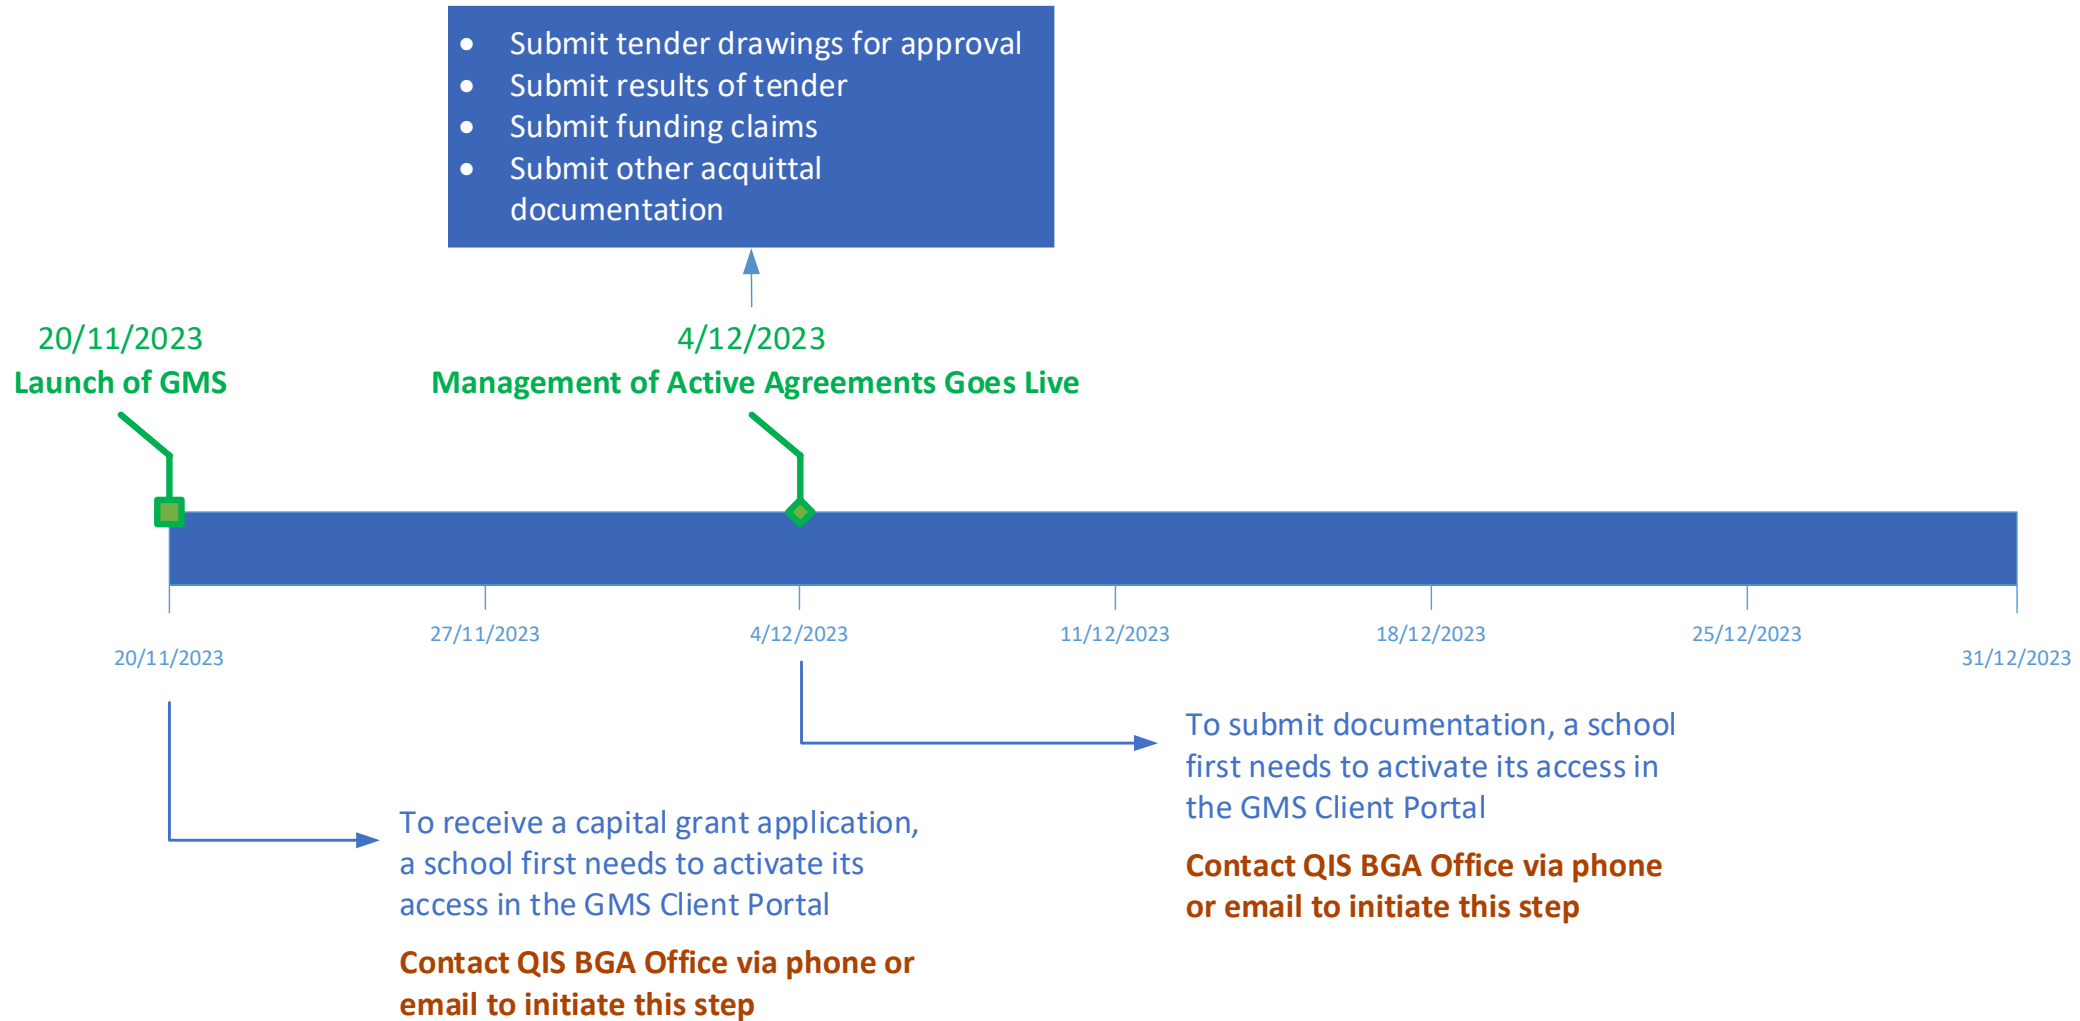 • Submit tender drawings for approval
• Submit results of tender
• Submit funding claims
• Submit other acquittal
documentation
20/11/2023
Launch of GMS
4/12/2023
Management of Active Agreements Goes Live
20/11/2023
27/11/2023
4/12/2023
11/12/2023
18/12/2023
25/12/2023
31/12/2023
To receive a capital grant application,
a school first needs to activate its
access in the GMS Client Portal
Contact QIS BGA Office via phone or
email to initiate this step
To submit documentation, a school
first needs to activate its access in
the GMS Client Portal
Contact QIS BGA Office via phone
or email to initiate this step